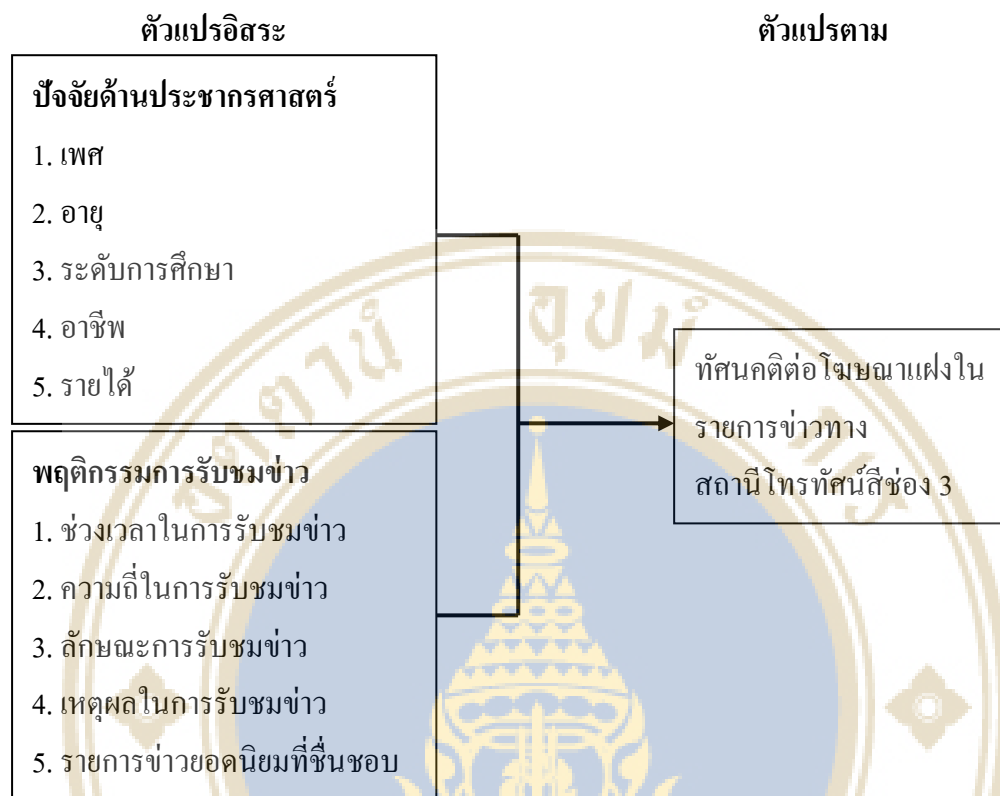 ตัวแปรอิสระ
ตัวแปรตาม
ปัจจัยด้านประชากรศาสตร์
1. เพศ
2. อายุ
3. ระดับการศึกษา
4. อาชีพ
5. รายได้
พฤติกรรมการรับชมข่าว
1. ช่วงเวลาในการรับชมข่าว
2. ความถี่ในการรับชมข่าว
3. ลักษณะการรับชมข่าว
4. เหตุผลในการรับชมข่าว
5. รายการข่าวยอดนิยมที่ชื่นชอบ
ทัศนคติต่อโฆษณาแฝงใน
รายการข่าวทาง
สถานีโทรทัศน์สีช่อง 3
อตฺตานํ อุปมํ กเร